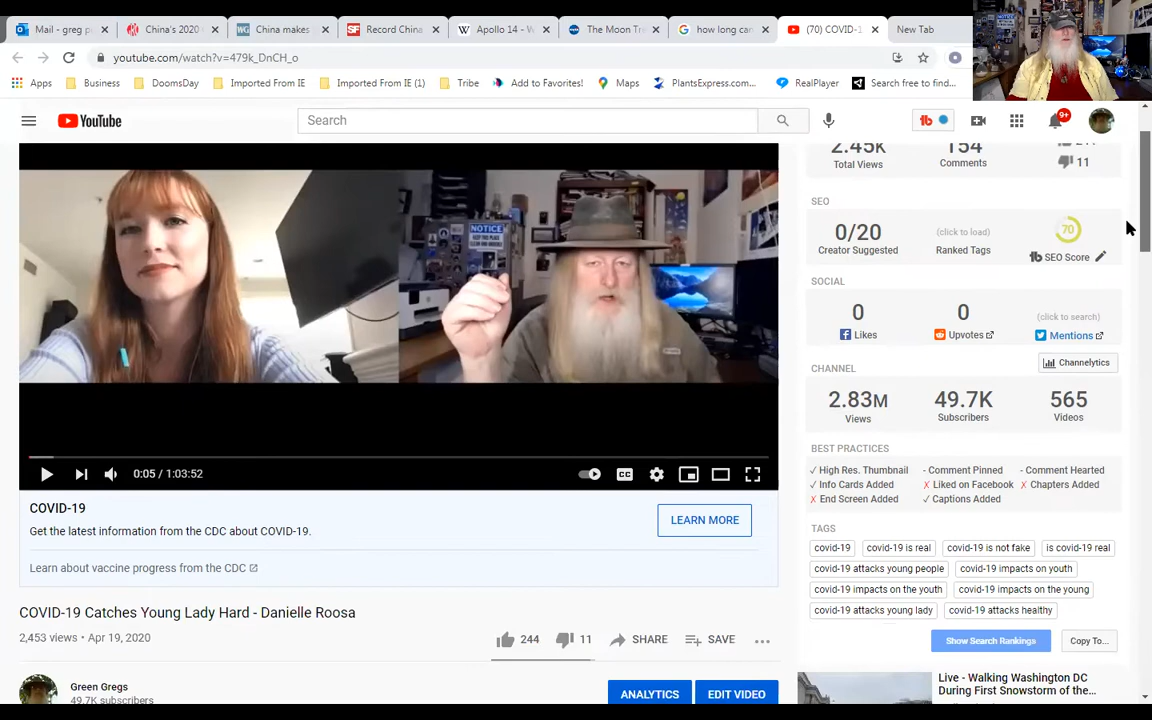 Mail - greg p
China's 2020
China makes
Record China
Apollo 14 - W
The Moon Tr
how long can
(70) COVID-1
New Tab
youtube.com/watch?v=479k_DnCH_o
Apps
Business
DoomsDay
Imported From IE
Imported From IE (1)
Tribe
Add to Favorites!
Maps
PlantsExpress.com...
RealPlayer
Search free to find...
YouTube
Search
9+
2.45K
154
11
Total Views
Comments
SEO
0/20
(click to load)
70
Creator Suggested
Ranked Tags
SEO Score
SOCIAL
0
0
(click to search)
Likes
Upvotes
Mentions
CHANNEL
Channelytics
2.83M
49.7K
565
Views
Subscribers
Videos
BEST PRACTICES
✓ High Res. Thumbnail
- Comment Pinned
- Comment Hearted
✓ Info Cards Added
✗ Liked on Facebook
✗ Chapters Added
✗ End Screen Added
✓ Captions Added
TAGS
covid-19
covid-19 is real
covid-19 is not fake
is covid-19 real
covid-19 attacks young people
covid-19 impacts on youth
covid-19 impacts on the youth
covid-19 impacts on the young
covid-19 attacks young lady
covid-19 attacks healthy
Show Search Rankings
Copy To...
NOTICE
KEEP THIS PLACE
CLEAN AND ORDERLY
0:05 / 1:03:52
CC
COVID-19
Get the latest information from the CDC about COVID-19.
LEARN MORE
Learn about vaccine progress from the CDC
COVID-19 Catches Young Lady Hard - Danielle Roosa
2,453 views • Apr 19, 2020
244
11
SHARE
SAVE
Green Gregs
49.7K subscribers
ANALYTICS
EDIT VIDEO
Live - Walking Washington DC
During First Snowstorm of the...